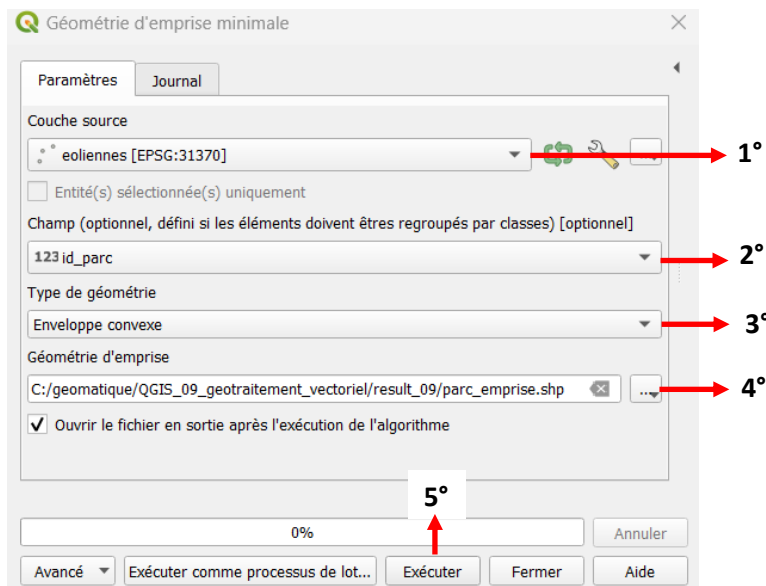 Géométrie d'emprise minimale
Paramètres Journal
Couche source
eoliennes [EPSG:31370]
... 1°
Entité(s) sélectionnée(s) uniquement
Champ (optionnel, défini si les éléments doivent êtres regroupés par classes) [optionnel]
123 id_parc 2°
Type de géométrie
Enveloppe convexe 3°
Géométrie d'emprise
C:/geomatique/QGIS_09_geotraitement_vectoriel/result_09/parc_emprise.shp ... 4°
Ouvrir le fichier en sortie après l'exécution de l'algorithme
5°
0% Annuler
Avancé Exécuter comme processus de lot... Exécuter Fermer Aide